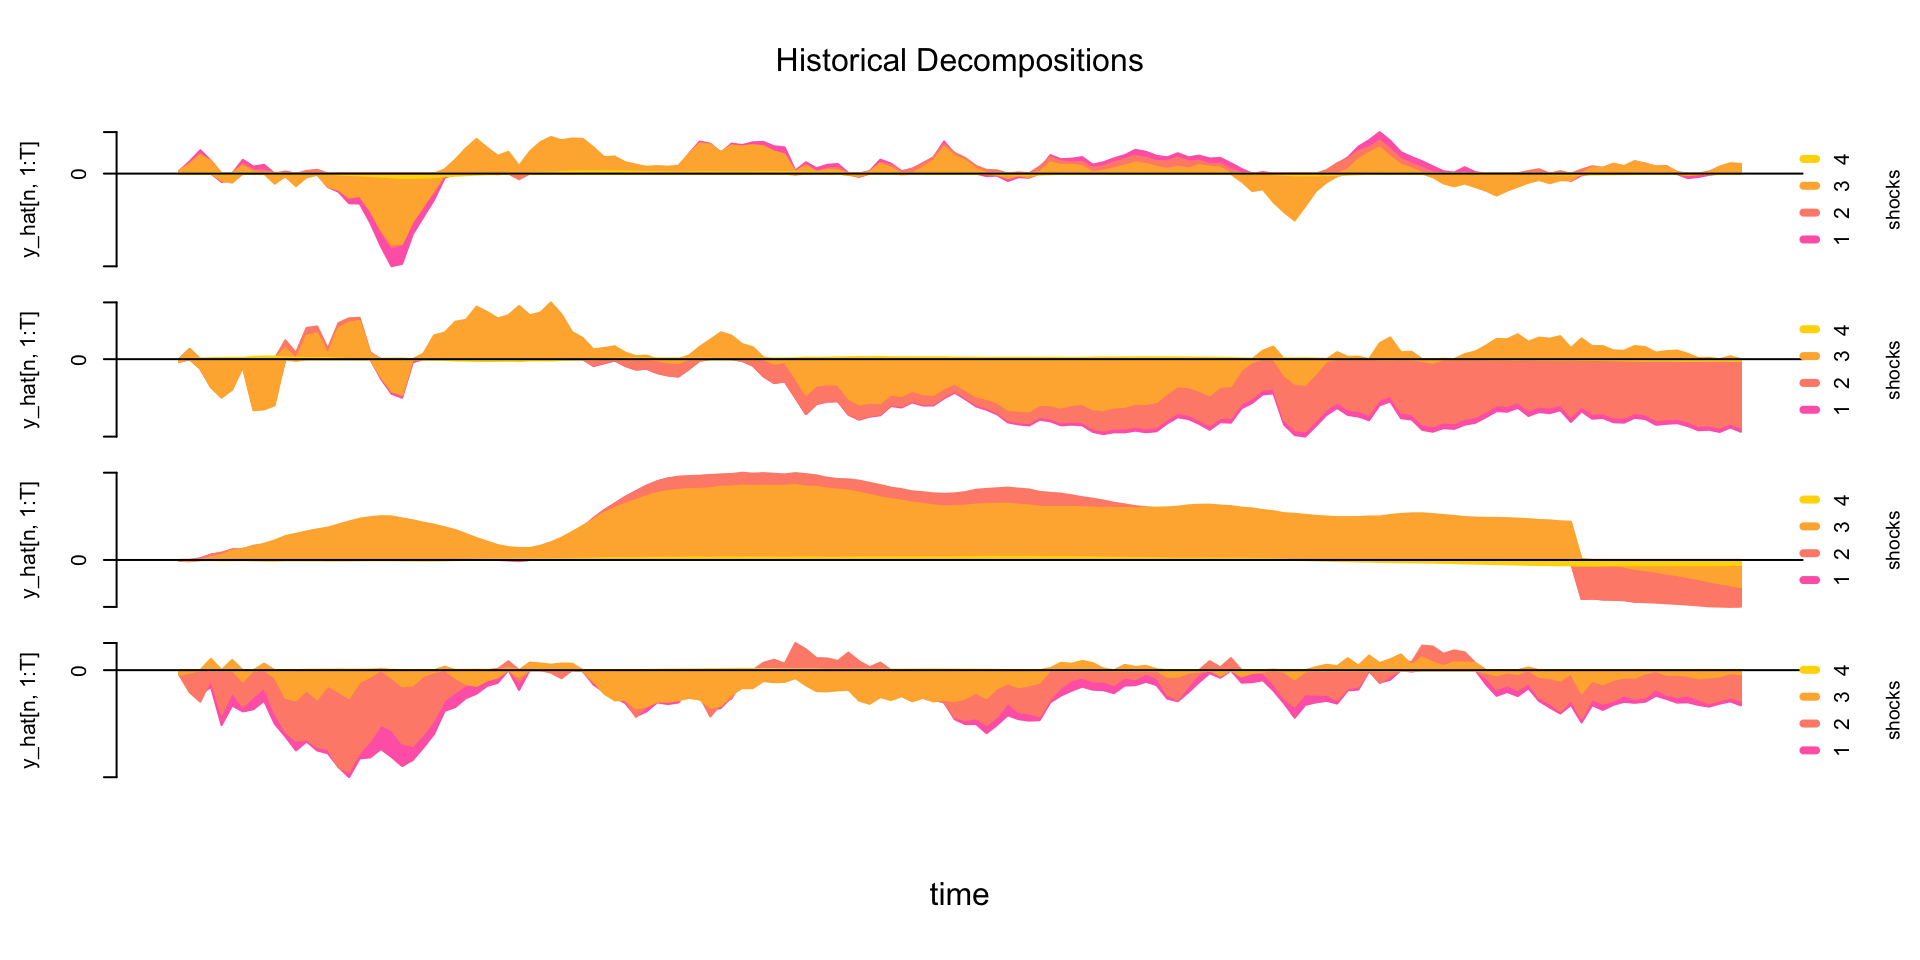 Historical Decompositions
y_hat[n, 1:T]
0
4
3
2
1
shocks
y_hat[n, 1:T]
0
4
3
2
1
shocks
y_hat[n, 1:T]
0
4
3
2
1
shocks
y_hat[n, 1:T]
0
4
3
2
1
shocks
time